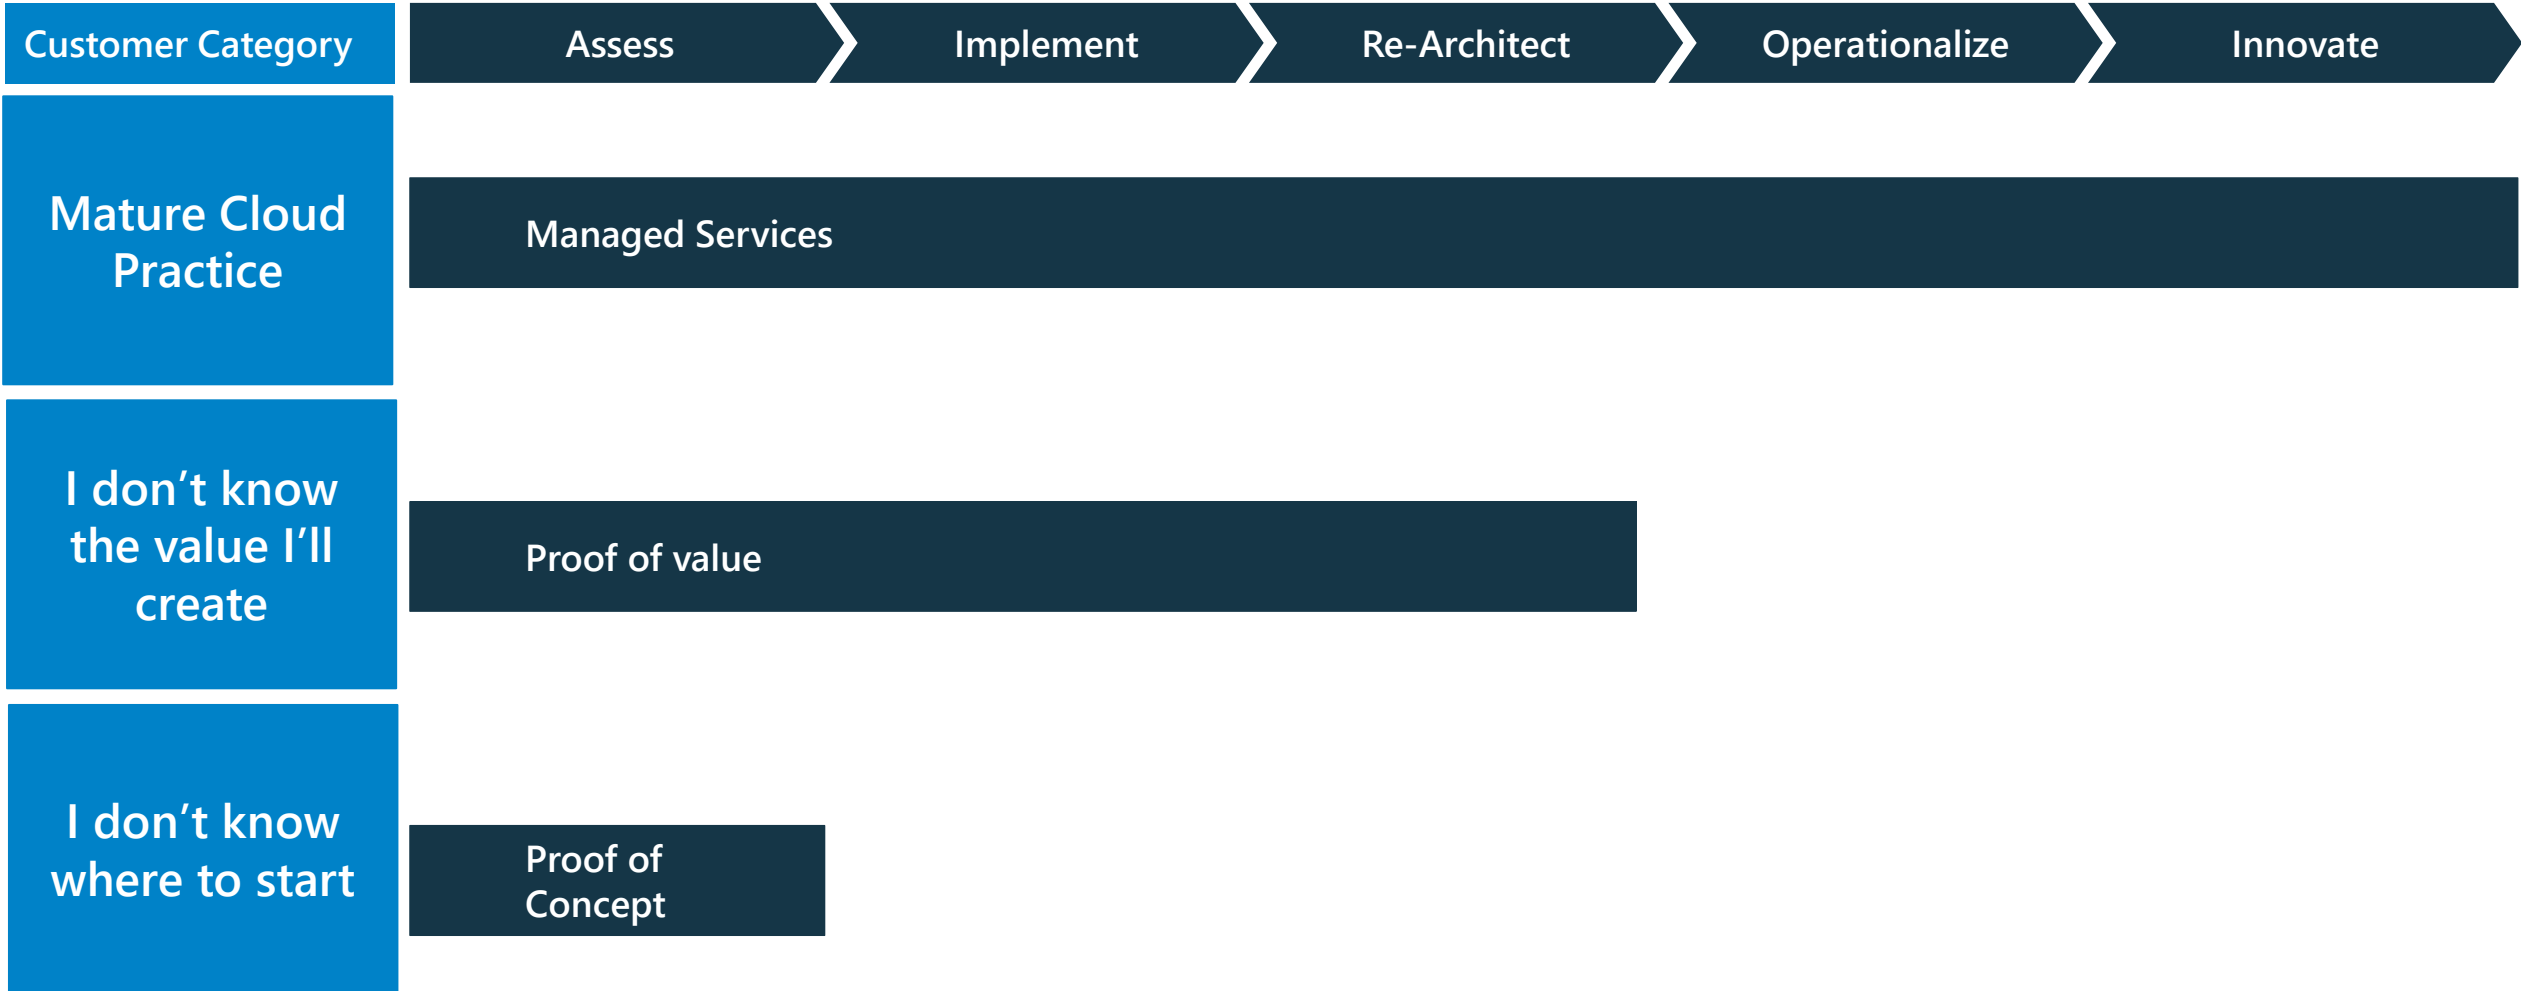 Customer Category
Assess
Implement
Re-Architect
Operationalize
Innovate
Mature Cloud
Practice
Managed Services
I don’t know
the value I’ll
create
Proof of value
I don’t know
where to start
Proof of
Concept